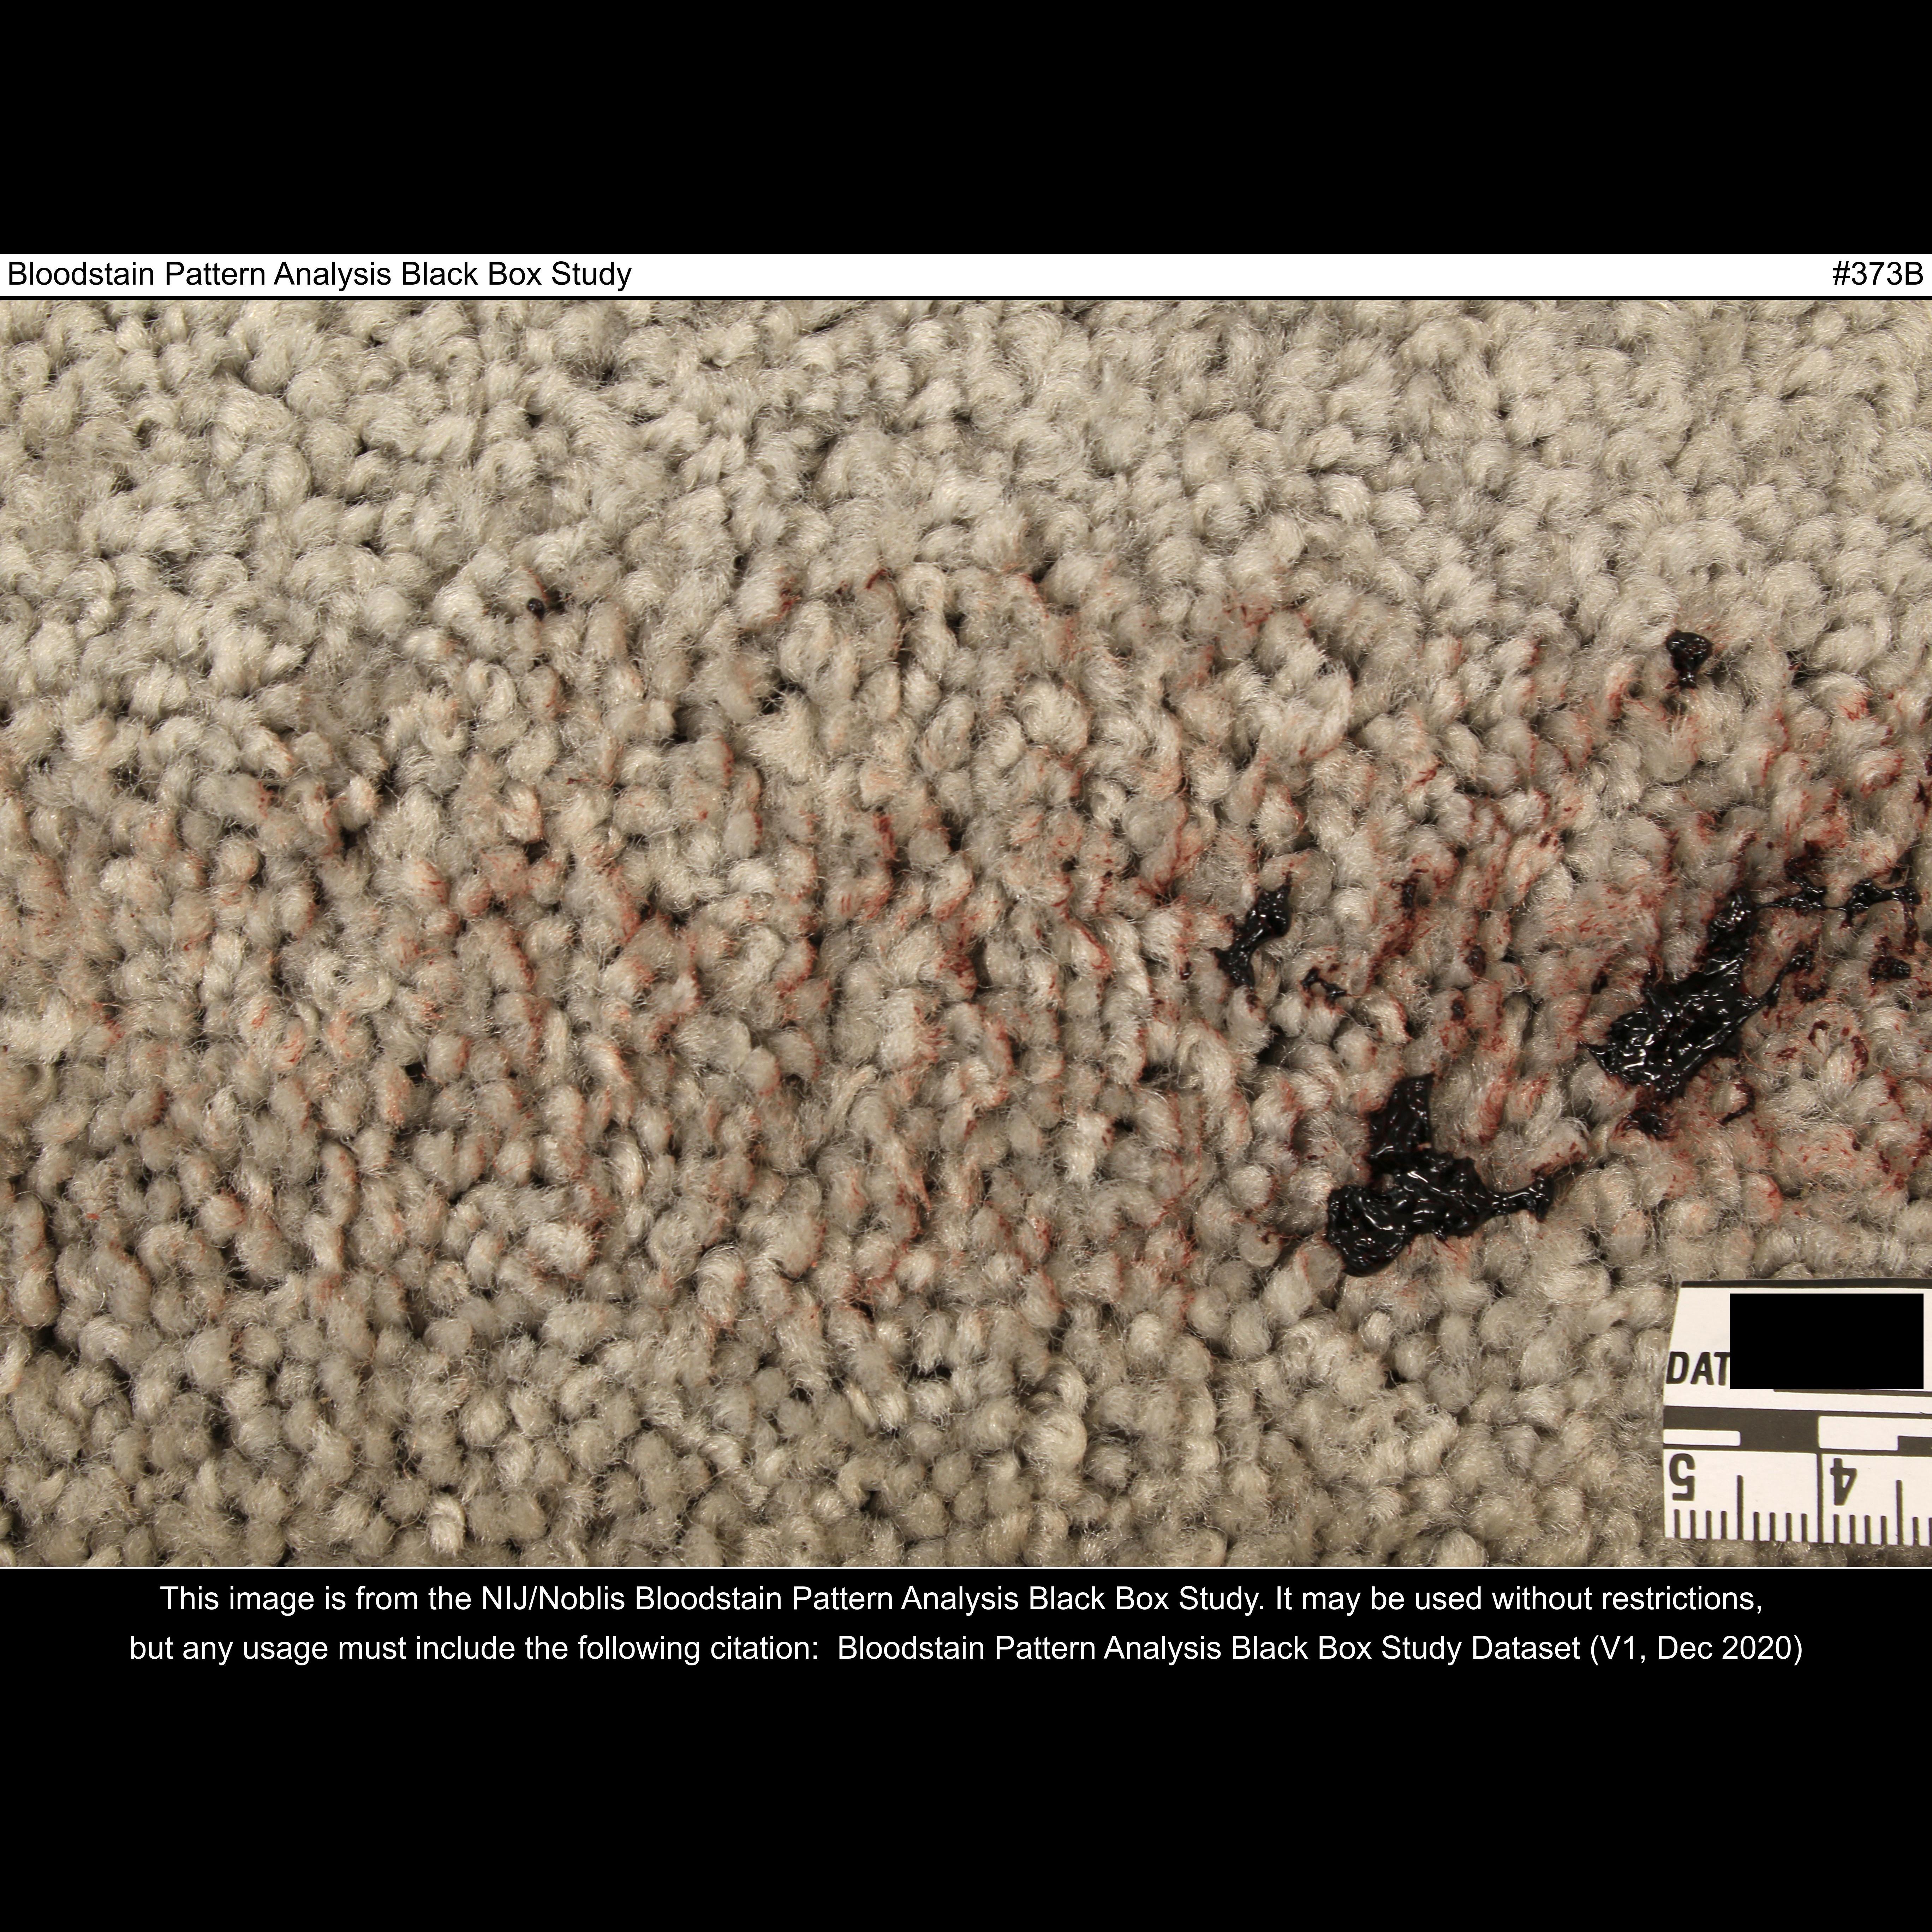 Bloodstain Pattern Analysis Black Box Study #373B
DAT
5 4
This image is from the NIJ/Noblis Bloodstain Pattern Analysis Black Box Study. It may be used without restrictions,
but any usage must include the following citation: Bloodstain Pattern Analysis Black Box Study Dataset (V1, Dec 2020)